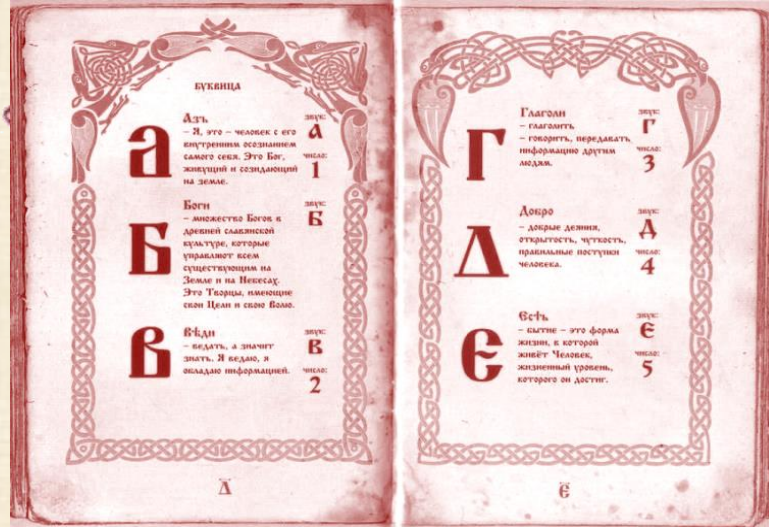 БУКВИЦА
а
Азъ
– Я, это – человек с его
внутренним осознанием
самого себя. Это Бог,
живущий и созидающий
на земле.
звук:
А
число:
1
Б
Боги
– множество Богов в
древней славянской
культуре, которые
управляют всем
существующим на
Земле и на Небесах.
Это Творцы, имеющие
свои Цели и свою Волю.
звук:
Б
В
Вѣди
– ведать, а значит
знать. Я ведаю, я
обладаю информацией.
звук:
В
число:
2
Д
Г
Глаголи
– глаголить
– говорить, передавать
информацию другим
людям.
звук:
Г
число:
3
Д
Добро
– добрые деяния,
открытость, чуткость,
правильные поступки
человека.
звук:
Д
число:
4
Є
Єсть
– бытие – это форма
жизни, в которой
живёт Человек,
жизненный уровень,
которого он достиг.
звук:
Є
число:
5
Є